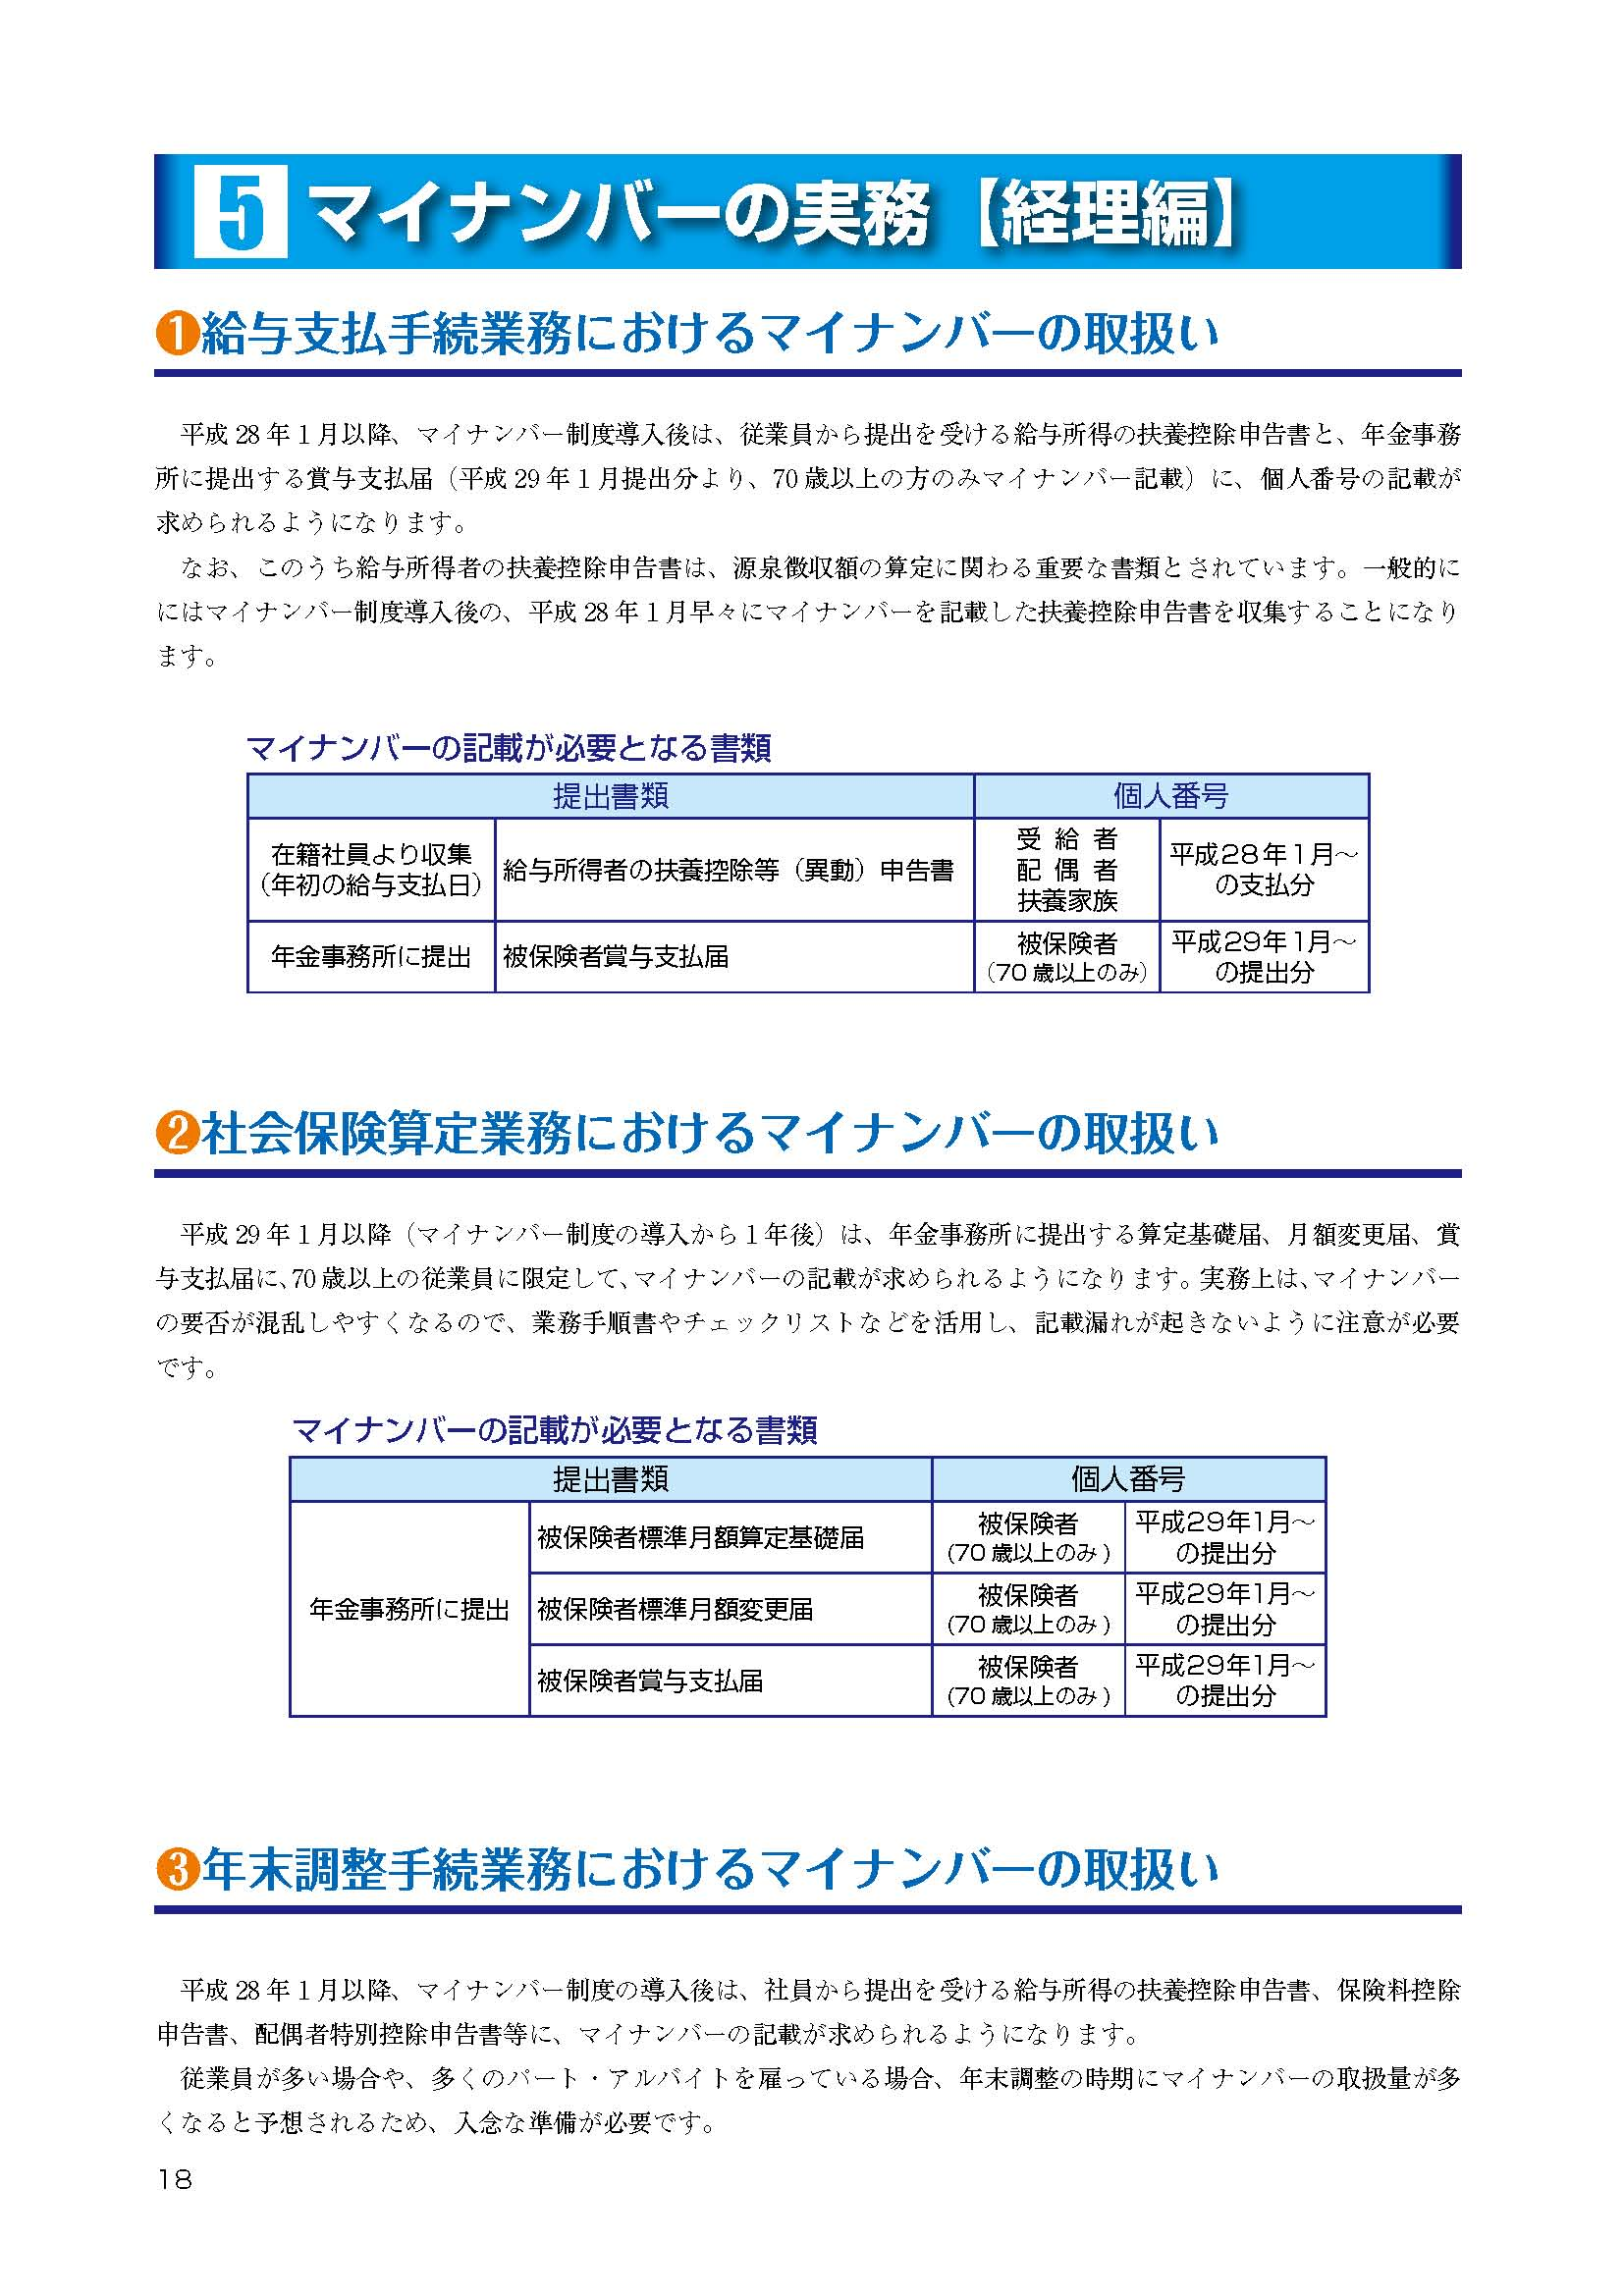 5 マイナンバーの実務【経理編】
❶給与支払手続業務におけるマイナンバーの取扱い
平成 28 年 1 月以降、マイナンバー制度導入後は、従業員から提出を受ける給与所得の扶養控除申告書と、年金事務
所に提出する賞与支払届（平成 29 年 1 月提出分より、70 歳以上の方のみマイナンバー記載）に、個人番号の記載が
求められるようになります。
なお、このうち給与所得者の扶養控除申告書は、源泉徴収額の算定に関わる重要な書類とされています。一般的に
にはマイナンバー制度導入後の、平成 28 年 1 月早々にマイナンバーを記載した扶養控除申告書を収集することになり
ます。
マイナンバーの記載が必要となる書類
提出書類 個人番号
在籍社員より収集
（年初の給与支払日）
給与所得者の扶養控除等（異動）申告書
受給者
配偶者
扶養家族
平成28年1月～
の支払分
年金事務所に提出
被保険者賞与支払届
被保険者
（70 歳以上のみ）
平成29年1月～
の提出分
❷社会保険算定業務におけるマイナンバーの取扱い
平成 29 年 1 月以降（マイナンバー制度の導入から 1 年後）は、年金事務所に提出する算定基礎届、月額変更届、賞
与支払届に、70 歳以上の従業員に限定して、マイナンバーの記載が求められるようになります。実務上は、マイナンバー
の要否が混乱しやすくなるので、業務手順書やチェックリストなどを活用し、記載漏れが起きないように注意が必要
です。
マイナンバーの記載が必要となる書類
提出書類 個人番号
年金事務所に提出
被保険者標準月額算定基礎届
被保険者
(70 歳以上のみ)
平成29年1月～
の提出分
被保険者標準月額変更届
被保険者
(70 歳以上のみ)
平成29年1月～
の提出分
被保険者賞与支払届
被保険者
(70 歳以上のみ)
平成29年1月～
の提出分
❸年末調整手続業務におけるマイナンバーの取扱い
平成 28 年 1 月以降、マイナンバー制度の導入後は、社員から提出を受ける給与所得の扶養控除申告書、保険料控除
申告書、配偶者特別控除申告書等に、マイナンバーの記載が求められるようになります。
従業員が多い場合や、多くのパート・アルバイトを雇っている場合、年末調整の時期にマイナンバーの取扱量が多
くなると予想されるため、入念な準備が必要です。
18